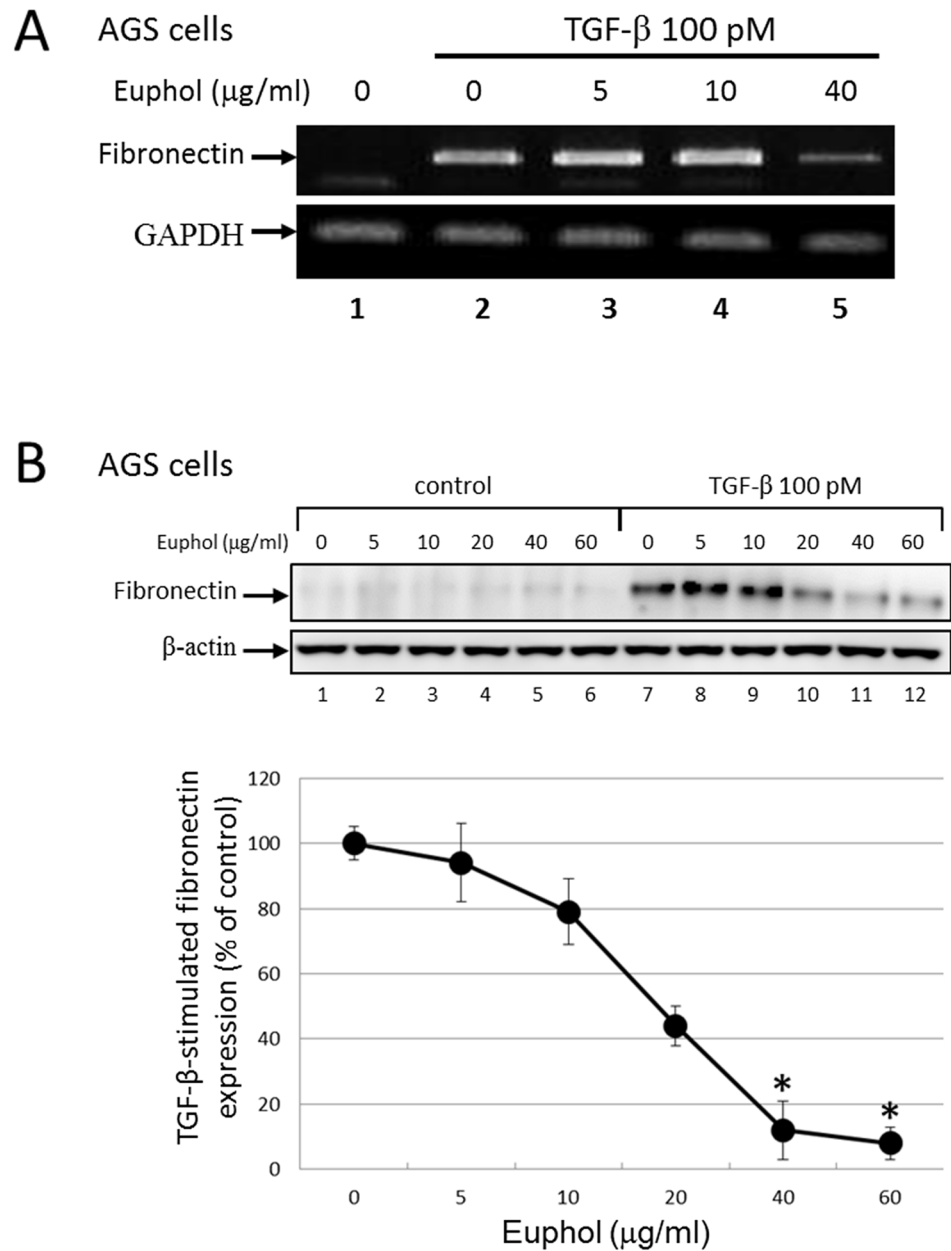 A AGS cells TGF-β 100 pM
Euphol (μg/ml) 0 0 5 10 40
Fibronectin
GAPDH
1 2 3 4 5
B AGS cells
control TGF-β 100 pM
Euphol (μg/ml) 0 5 10 20 40 60 0 5 10 20 40 60
Fibronectin
β-actin
1 2 3 4 5 6 7 8 9 10 11 12
TGF-β-stimulated fibronectin
expression (% of control)
120
100
80
60
40
20
0
* *
0 5 10 20 40 60
Euphol (μg/ml)